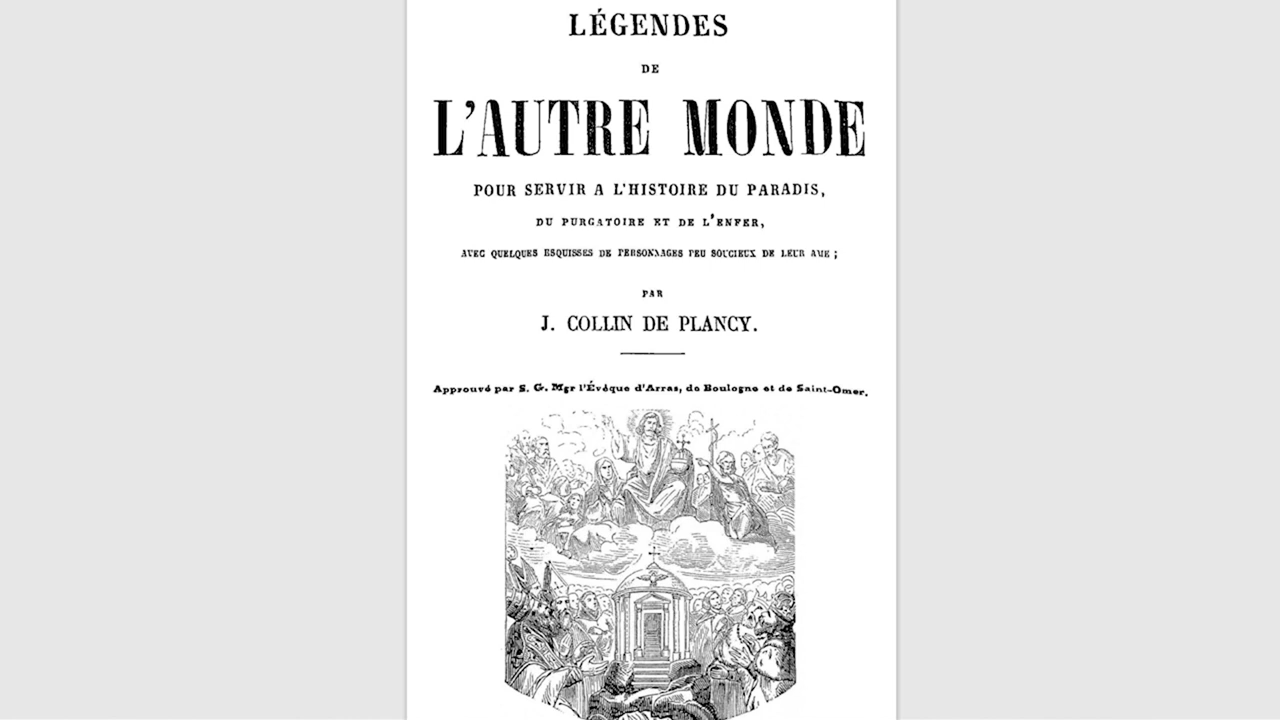 LÉGENDES
DE
L'AUTRE MONDE
POUR SERVIR A L'HISTOIRE DU PARADIS,
DU PURGATOIRE ET DE L'ENFER,
AVEC QUELQUES ESQUISSES DE PERSONNAGES PEU SOUCIEUX DE LEUR AME ;
PAR
J. COLLIN DE PLANCY.
Approuvé par S. G. Mgr l'Évêque d'Arras, de Boulogne et de Saint-Omer.